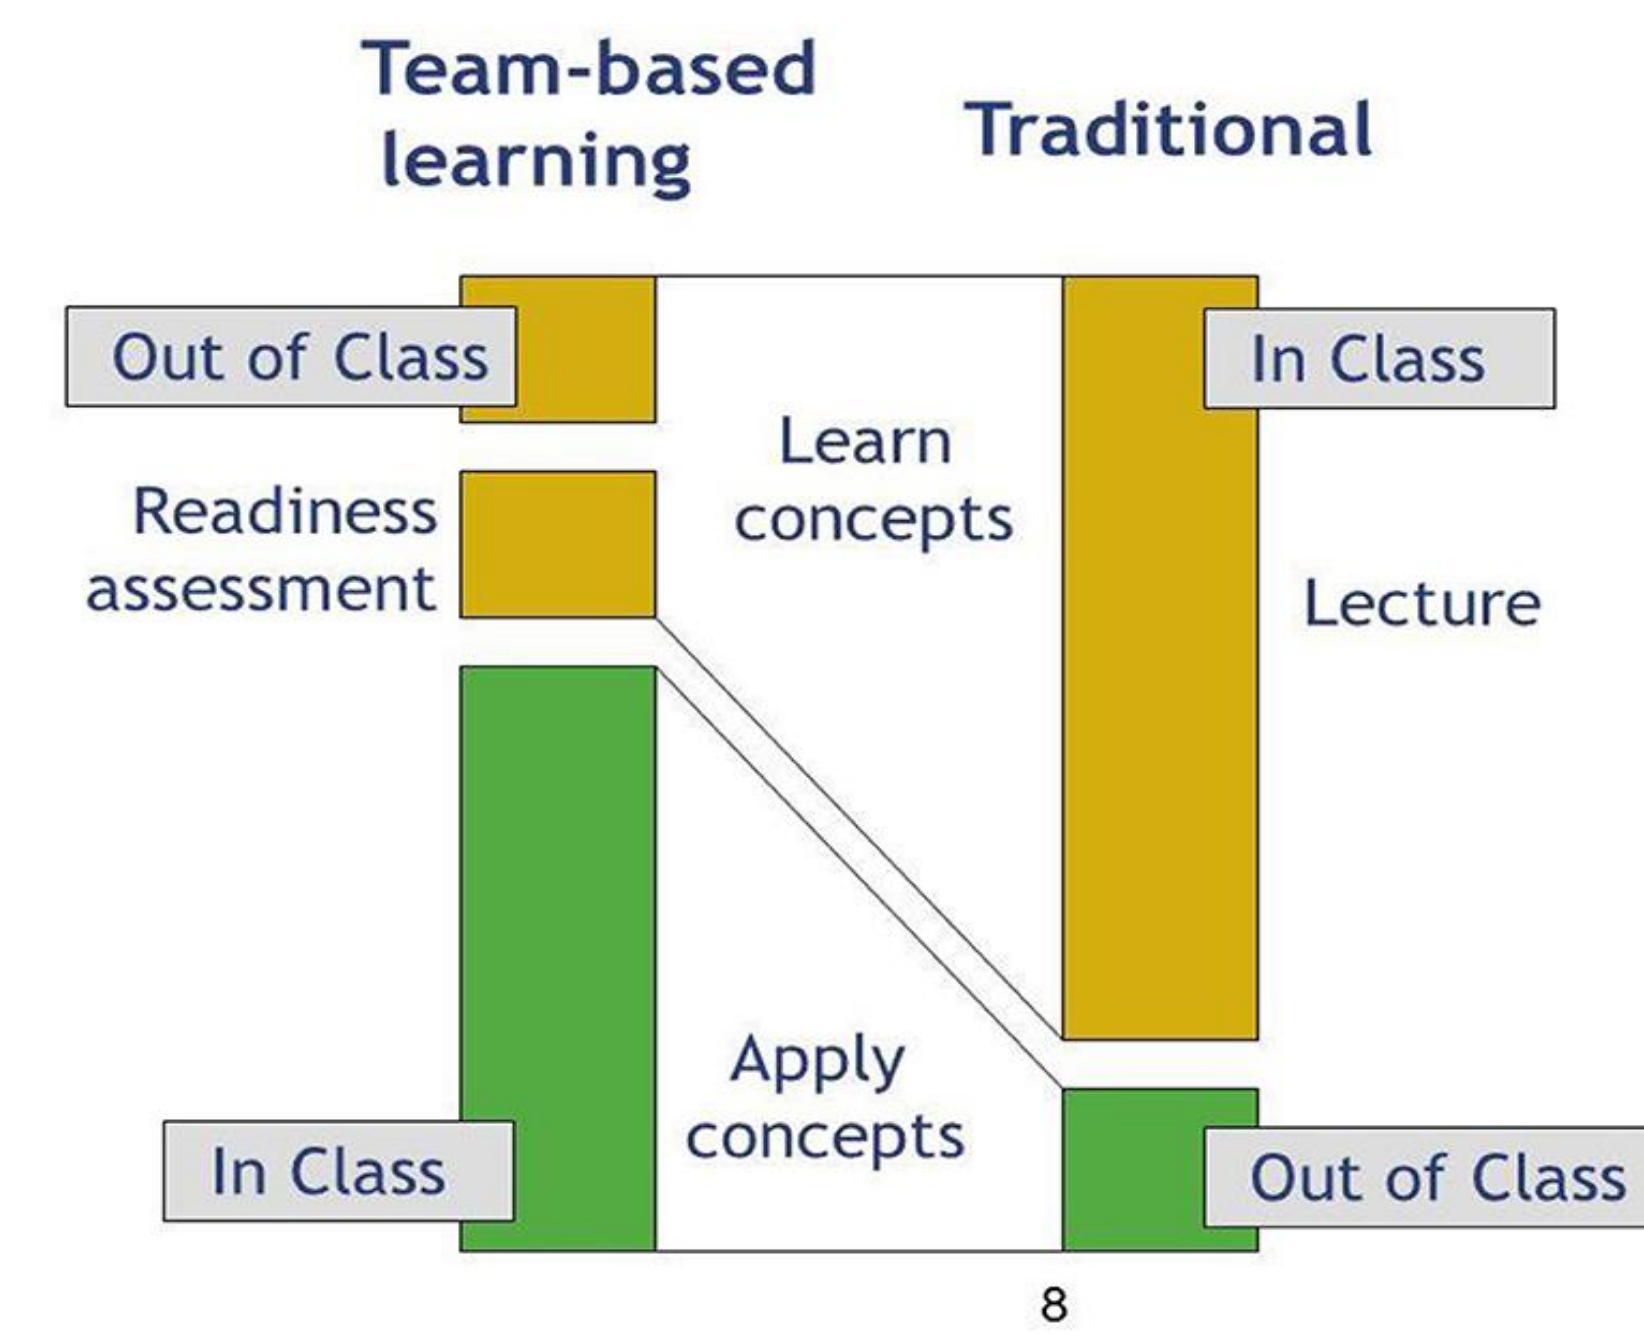 Team-based
learning
Traditional
Out of Class
In Class
Learn
concepts
Readiness
assessment
Lecture
Apply
concepts
In Class
Out of Class
8